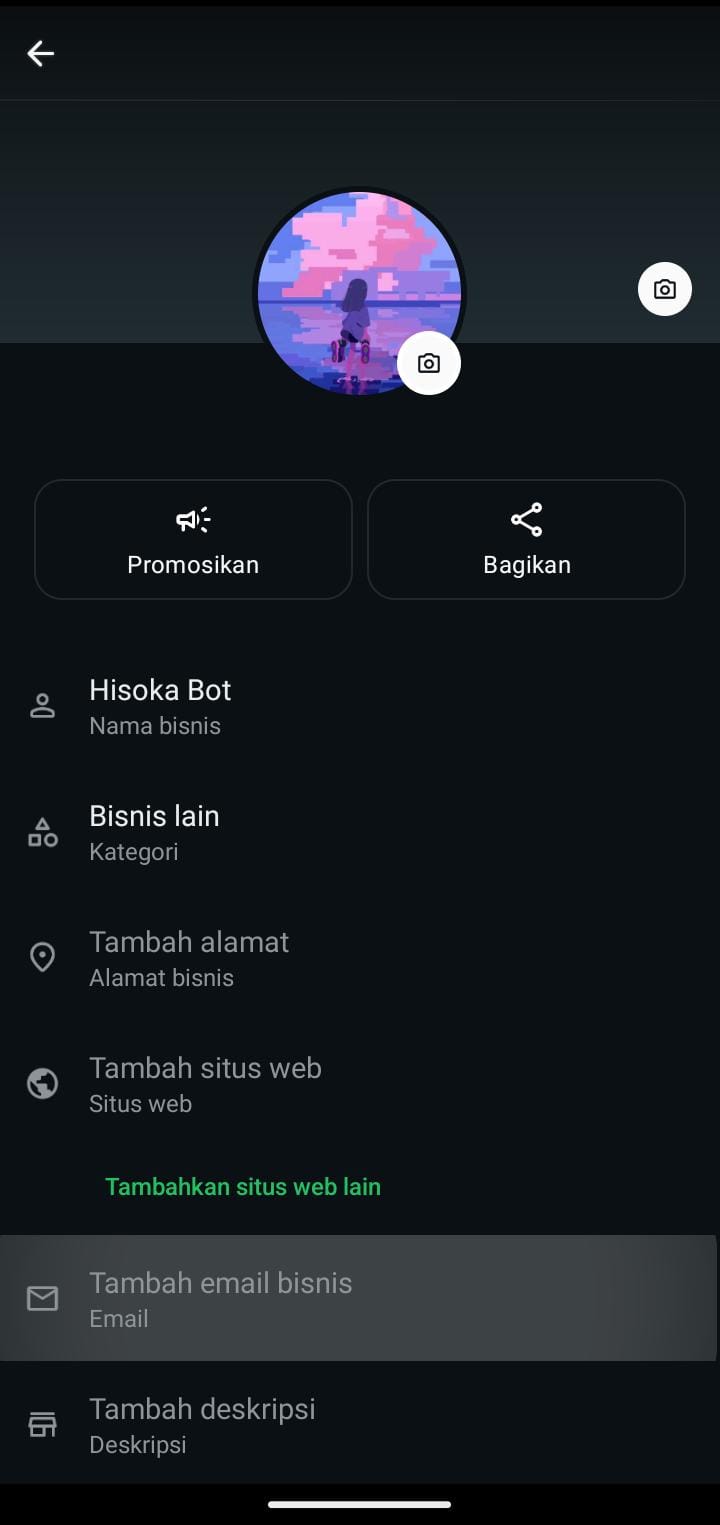 Promosikan
Bagikan
Hisoka Bot
Nama bisnis
Bisnis lain
Kategori
Tambah alamat
Alamat bisnis
Tambah situs web
Situs web
Tambahkan situs web lain
Tambah email bisnis
Email
Tambah deskripsi
Deskripsi